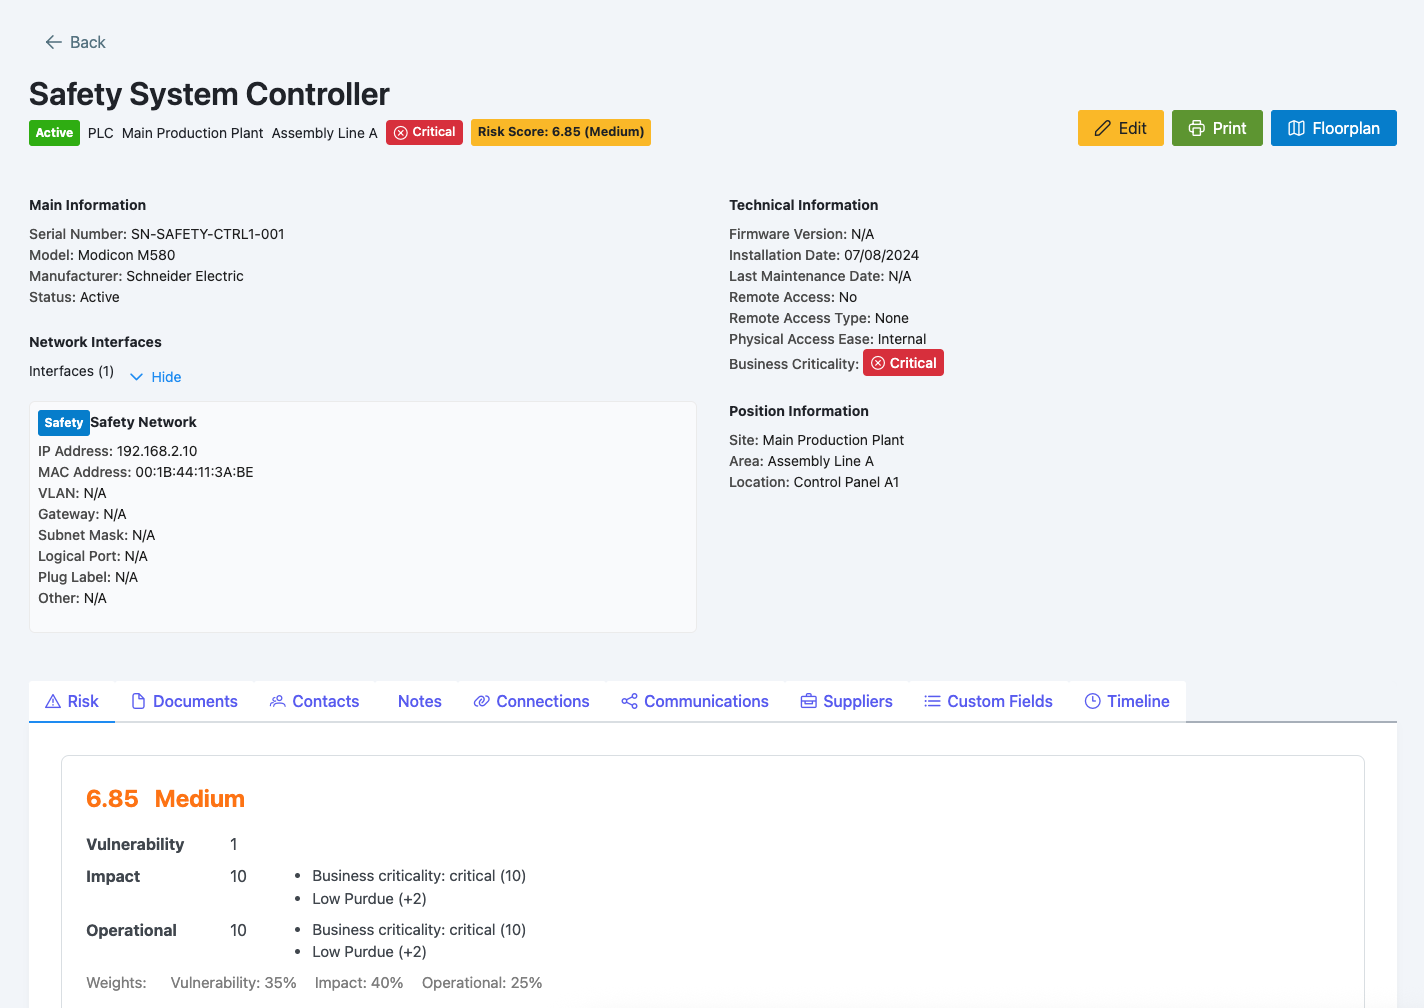 Back
Safety System Controller
Active PLC Main Production Plant Assembly Line A Critical Risk Score: 6.85 (Medium)
Edit Print Floorplan
Main Information
Serial Number: SN-SAFETY-CTRL1-001
Model: Modicon M580
Manufacturer: Schneider Electric
Status: Active
Network Interfaces
Interfaces (1) Hide
Safety Safety Network
IP Address: 192.168.2.10
MAC Address: 00:1B:44:11:3A:BE
VLAN: N/A
Gateway: N/A
Subnet Mask: N/A
Logical Port: N/A
Plug Label: N/A
Other: N/A
Technical Information
Firmware Version: N/A
Installation Date: 07/08/2024
Last Maintenance Date: N/A
Remote Access: No
Remote Access Type: None
Physical Access Ease: Internal
Business Criticality: Critical
Position Information
Site: Main Production Plant
Area: Assembly Line A
Location: Control Panel A1
Risk Documents Contacts Notes Connections Communications Suppliers Custom Fields Timeline
6.85 Medium
Vulnerability 1
Impact 10 • Business criticality: critical (10)
• Low Purdue (+2)
Operational 10 • Business criticality: critical (10)
• Low Purdue (+2)
Weights: Vulnerability: 35% Impact: 40% Operational: 25%